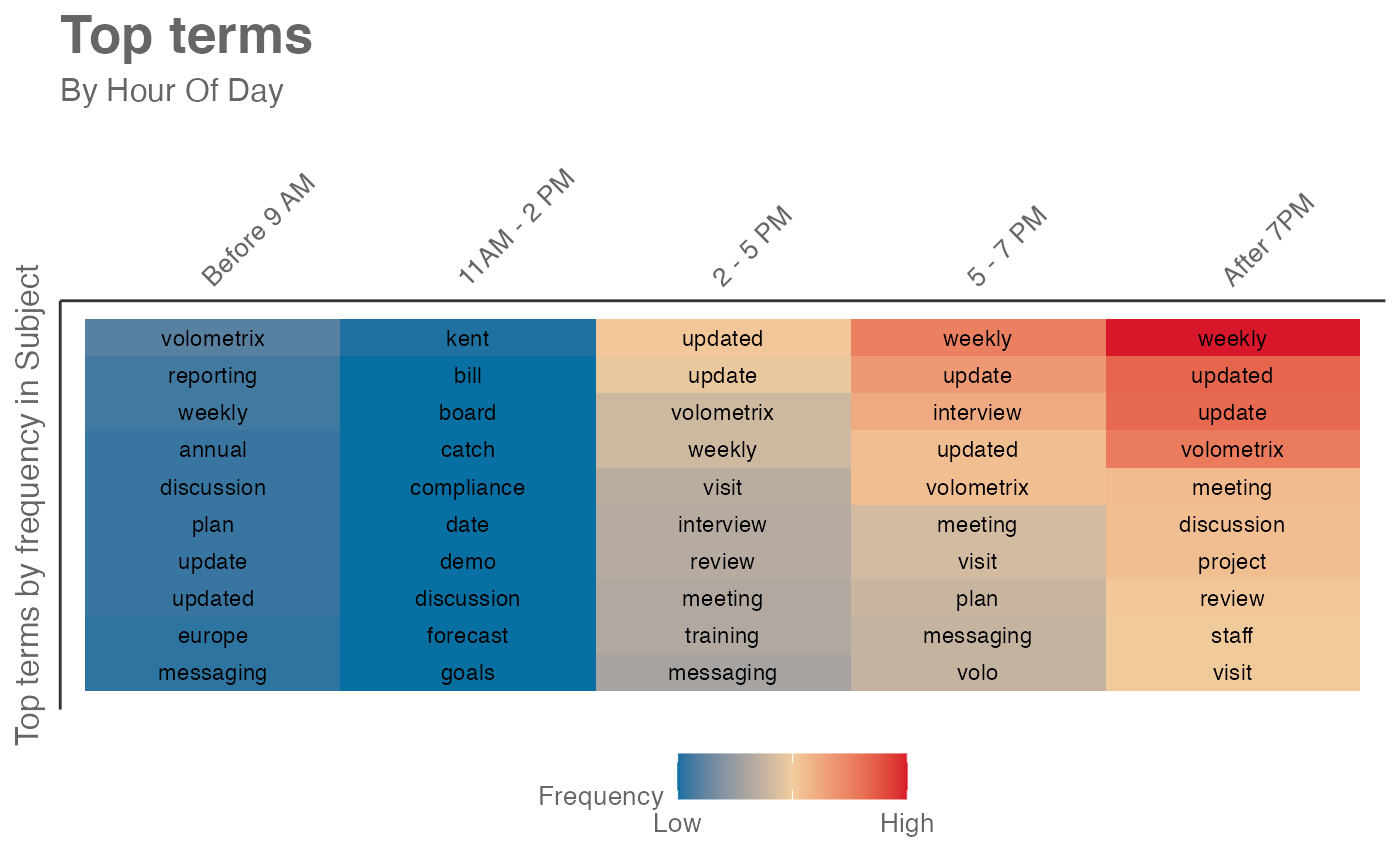 Top terms
By Hour Of Day
Before 9 AM 11AM - 2 PM 2 - 5 PM 5 - 7 PM After 7PM
Top terms by frequency in Subject
volometrix kent updated weekly weekly
reporting bill update update updated
weekly board volometrix interview update
annual catch weekly updated volometrix
discussion compliance visit volometrix meeting
plan date interview meeting discussion
update demo review visit project
updated discussion meeting plan review
europe forecast training messaging staff
messaging goals messaging volo visit
Frequency
Low High